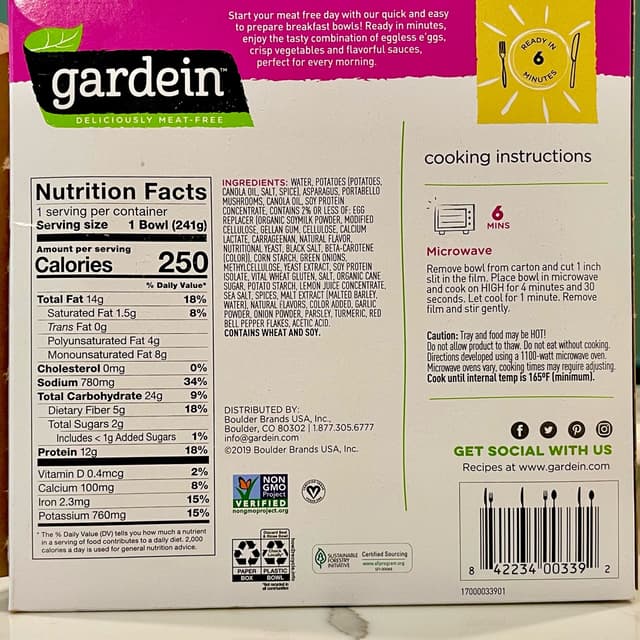 Start your meat free day with our quick and easy
to prepare breakfast bowls! Ready in minutes,
enjoy the tasty combination of eggless e'ggs,
crisp vegetables and flavorful sauces,
perfect for every morning.
gardein™
DELICIOUSLY MEAT-FREE
READY IN
6
MINUTES
Nutrition Facts
1 serving per container
Serving size 1 Bowl (241g)
Amount per serving
Calories 250
% Daily Value*
Total Fat 14g 18%
Saturated Fat 1.5g 8%
Trans Fat 0g
Polyunsaturated Fat 4g
Monounsaturated Fat 8g
Cholesterol 0mg 0%
Sodium 780mg 34%
Total Carbohydrate 24g 9%
Dietary Fiber 5g 18%
Total Sugars 2g
Includes < 1g Added Sugars 1%
Protein 12g 18%
Vitamin D 0.4mcg 2%
Calcium 100mg 8%
Iron 2.3mg 15%
Potassium 760mg 15%
* The % Daily Value (DV) tells you how much a nutrient
in a serving of food contributes to a daily diet. 2,000
calories a day is used for general nutrition advice.
INGREDIENTS: WATER, POTATOES (POTATOES,
CANOLA OIL, SALT, SPICE), ASPARAGUS, PORTABELLO
MUSHROOMS, CANOLA OIL, SOY PROTEIN
CONCENTRATE, CONTAINS 2% OR LESS OF: EGG
REPLACER (ORGANIC SOYMILK POWDER, MODIFIED
CELLULOSE, GELLAN GUM, CELLULOSE, CALCIUM
LACTATE, CARRAGEENAN, NATURAL FLAVOR,
NUTRITIONAL YEAST, BLACK SALT, BETA-CAROTENE
(COLOR)), CORN STARCH, GREEN ONIONS,
METHYLCELLULOSE, YEAST EXTRACT, SOY PROTEIN
ISOLATE, VITAL WHEAT GLUTEN, SALT, ORGANIC CANE
SUGAR, POTATO STARCH, LEMON JUICE CONCENTRATE,
SEA SALT, SPICES, MALT EXTRACT (MALTED BARLEY,
WATER), NATURAL FLAVORS, COLOR ADDED, GARLIC
POWDER, ONION POWDER, PARSLEY, TURMERIC, RED
BELL PEPPER FLAKES, ACETIC ACID.
CONTAINS WHEAT AND SOY.
DISTRIBUTED BY:
Boulder Brands USA, Inc.,
Boulder, CO 80302 | 1.877.305.6777
info@gardein.com
©2019 Boulder Brands USA, Inc.
NON
GMO
Project
VERIFIED
nongmoproject.org
PAPER
BOX
PLASTIC
BOWL
SUSTAINABLE
FORESTRY
INITIATIVE
Certified Sourcing
www.sfiprogram.org
cooking instructions
6
MINS
Microwave
Remove bowl from carton and cut 1 inch
slit in the film. Place bowl in microwave
and cook on HIGH for 4 minutes and 30
seconds. Let cool for 1 minute. Remove
film and stir gently.
Caution: Tray and food may be HOT!
Do not allow product to thaw. Do not eat without cooking.
Directions developed using a 1100-watt microwave oven.
Microwave ovens vary, cooking times may require adjusting.
Cook until internal temp is 165ºF (minimum).
GET SOCIAL WITH US
Recipes at www.gardein.com
8 42234 00339 2
17000033901